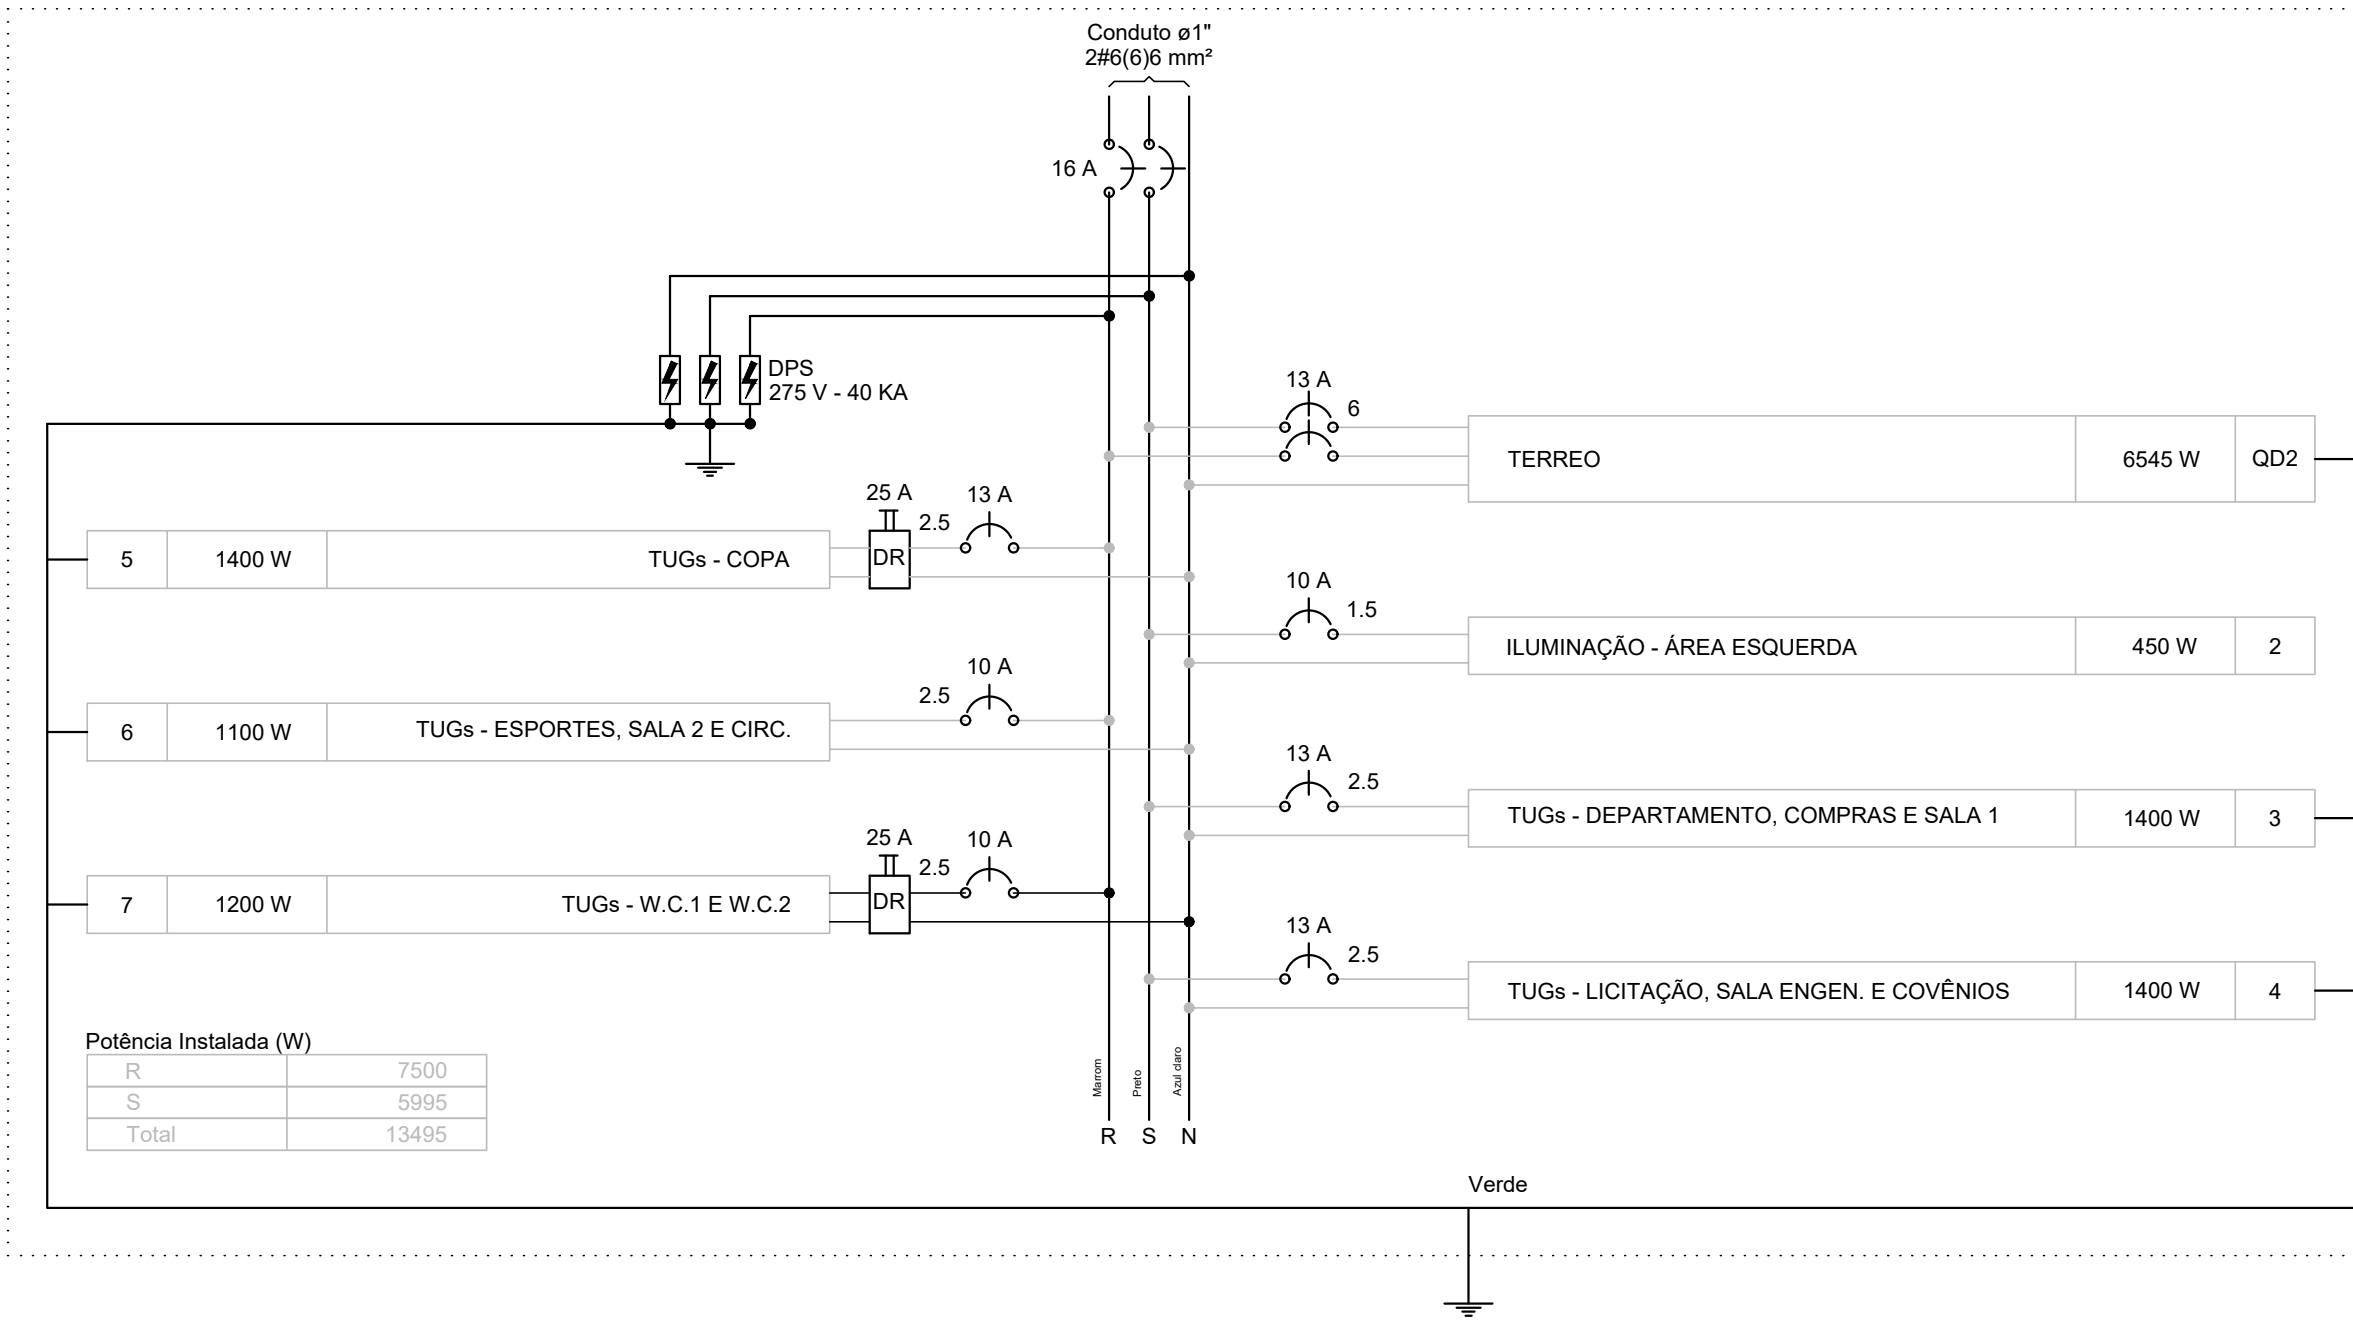 Conduto ø1"
2#6(6)6 mm²
16 A
DPS
275 V - 40 KA
13 A
6
TERREO
6545 W
QD2
25 A
13 A
2.5
5
1400 W
TUGs - COPA
DR
10 A
1.5
ILUMINAÇÃO - ÁREA ESQUERDA
450 W
2
10 A
2.5
6
1100 W
TUGs - ESPORTES, SALA 2 E CIRC.
13 A
2.5
TUGs - DEPARTAMENTO, COMPRAS E SALA 1
1400 W
3
25 A
10 A
2.5
7
1200 W
TUGs - W.C.1 E W.C.2
DR
13 A
2.5
TUGs - LICITAÇÃO, SALA ENGEN. E COVÊNIOS
1400 W
4
Potência Instalada (W)
R 7500
S 5995
Total 13495
Marrom
Preto
Azul claro
R S N
Verde